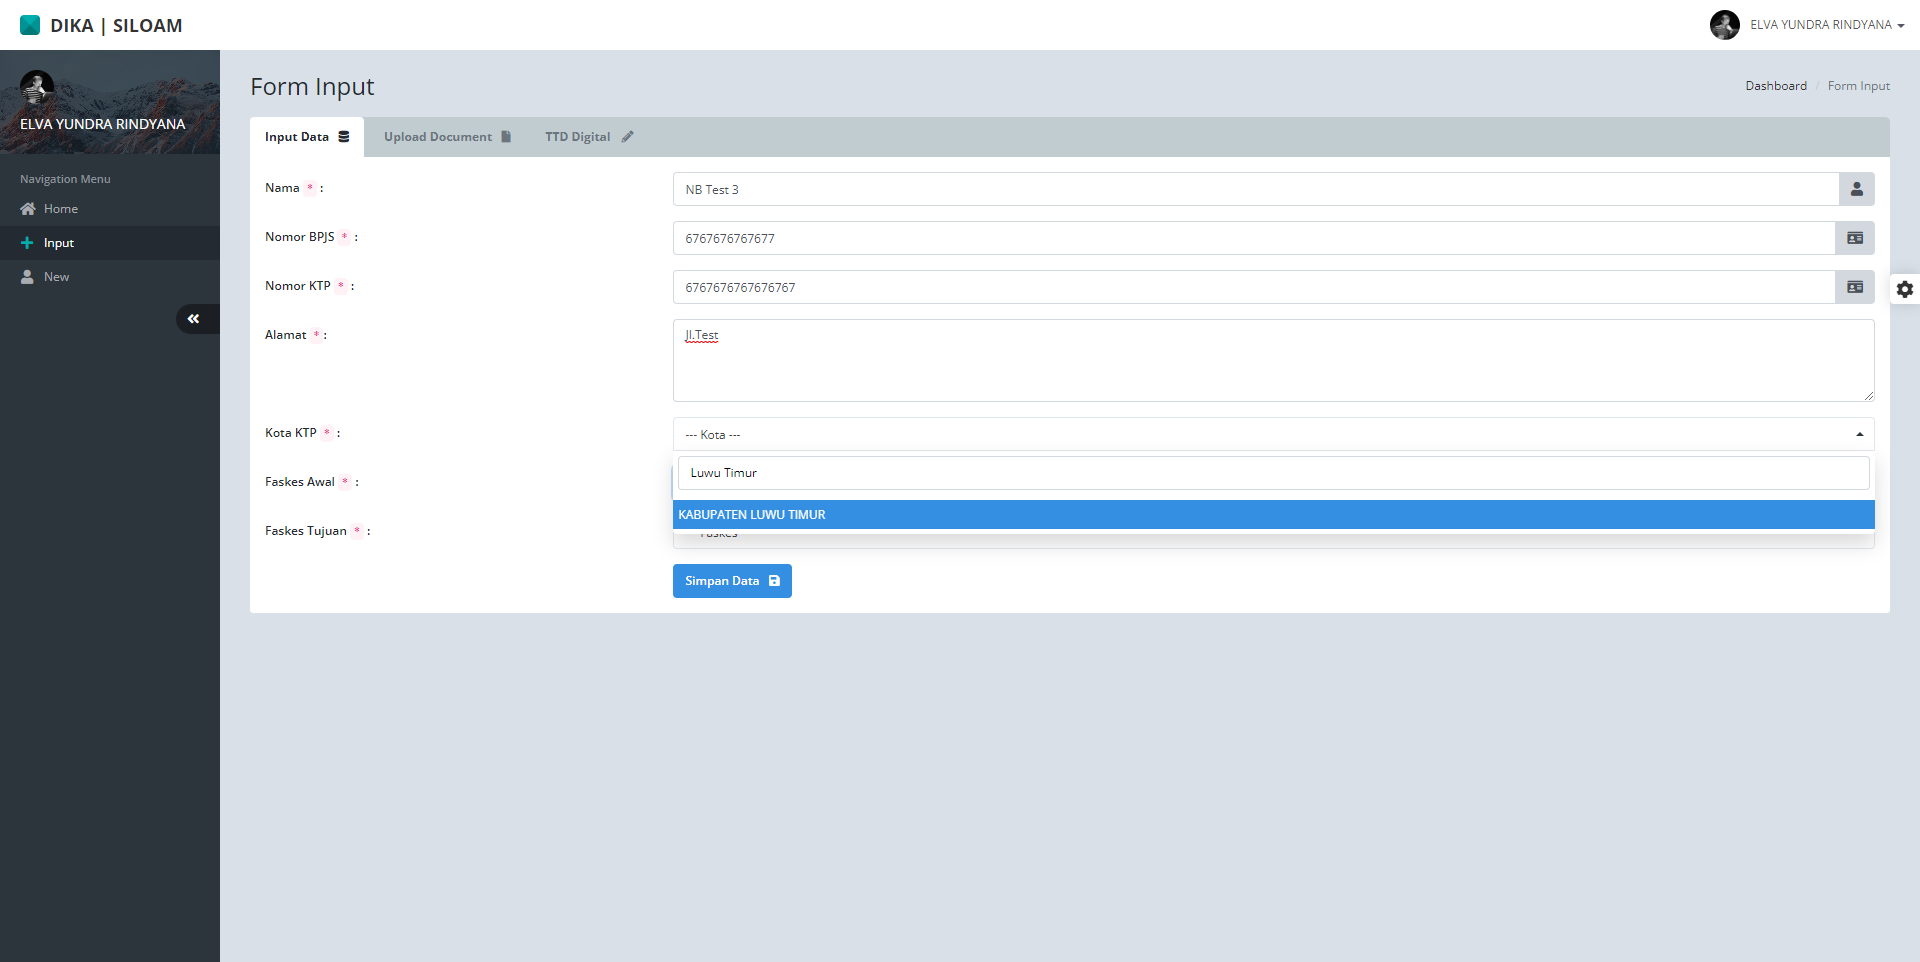 DIKA | SILOAM
ELVA YUNDRA RINDYANA
ELVA YUNDRA RINDYANA
Navigation Menu
Home
Input
New
Form Input
Dashboard / Form Input
Input Data
Upload Document
TTD Digital
Nama * :
NB Test 3
Nomor BPJS * :
6767676767677
Nomor KTP * :
6767676767676767
Alamat * :
Jl.Test
Kota KTP * :
--- Kota ---
Luwu Timur
Faskes Awal * :
KABUPATEN LUWU TIMUR
Faskes Tujuan * :
Faskes
Simpan Data